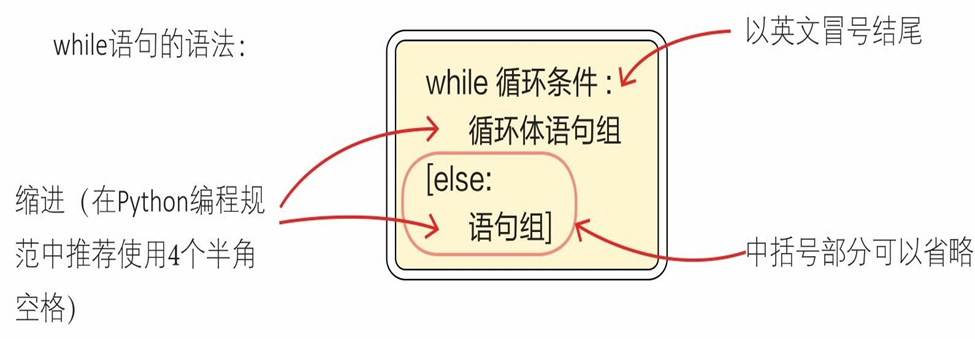 while语句的语法：
以英文冒号结尾
while 循环条件 :
循环体语句组
[else:
语句组]
缩进（在Python编程规
范中推荐使用4个半角
空格）
中括号部分可以省略